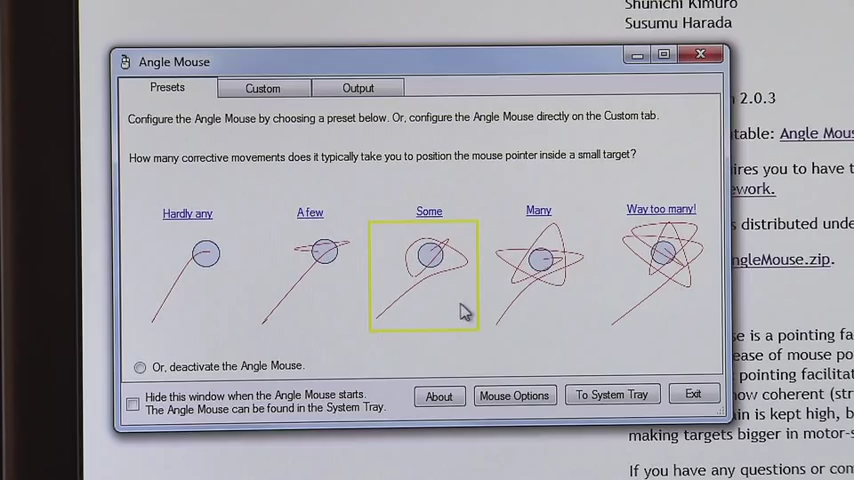 Shunichi Kimuro
Susumu Harada
Angle Mouse
Presets
Custom
Output
Configure the Angle Mouse by choosing a preset below. Or, configure the Angle Mouse directly on the Custom tab.
How many corrective movements does it typically take you to position the mouse pointer inside a small target?
Hardly any
A few
Some
Many
Way too many!
Or, deactivate the Angle Mouse.
Hide this window when the Angle Mouse starts.
The Angle Mouse can be found in the System Tray.
About
Mouse Options
To System Tray
Exit
2.0.3
table: Angle Mous
ires you to have t
work.
s distributed unde
ngleMouse.zip.
se is a pointing fa
ease of mouse po
pointing facilitat
now coherent (str
in is kept high, b
making targets bigger in motor-s
If you have any questions or com